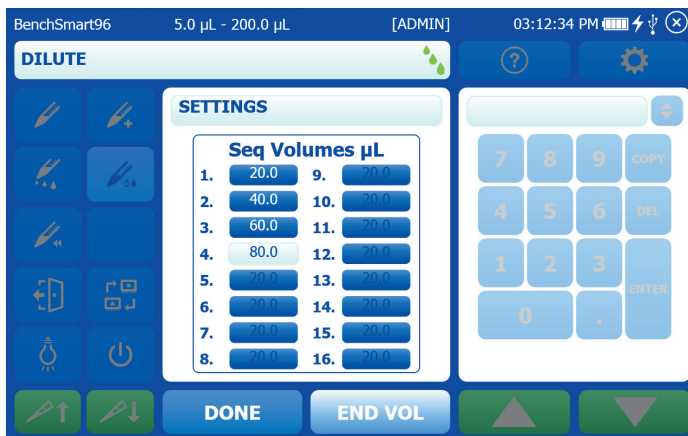 BenchSmart96 5.0 µL - 200.0 µL [ADMIN] 03:12:34 PM
DILUTE
?
SETTINGS
Seq Volumes µL
1. 20.0 9. 20.0
2. 40.0 10. 20.0
3. 60.0 11. 20.0
4. 80.0 12. 20.0
5. 20.0 13. 20.0
6. 20.0 14. 20.0
7. 20.0 15. 20.0
8. 20.0 16. 20.0
7 8 9 COPY
4 5 6 DEL
1 2 3
ENTER
0 .
DONE END VOL